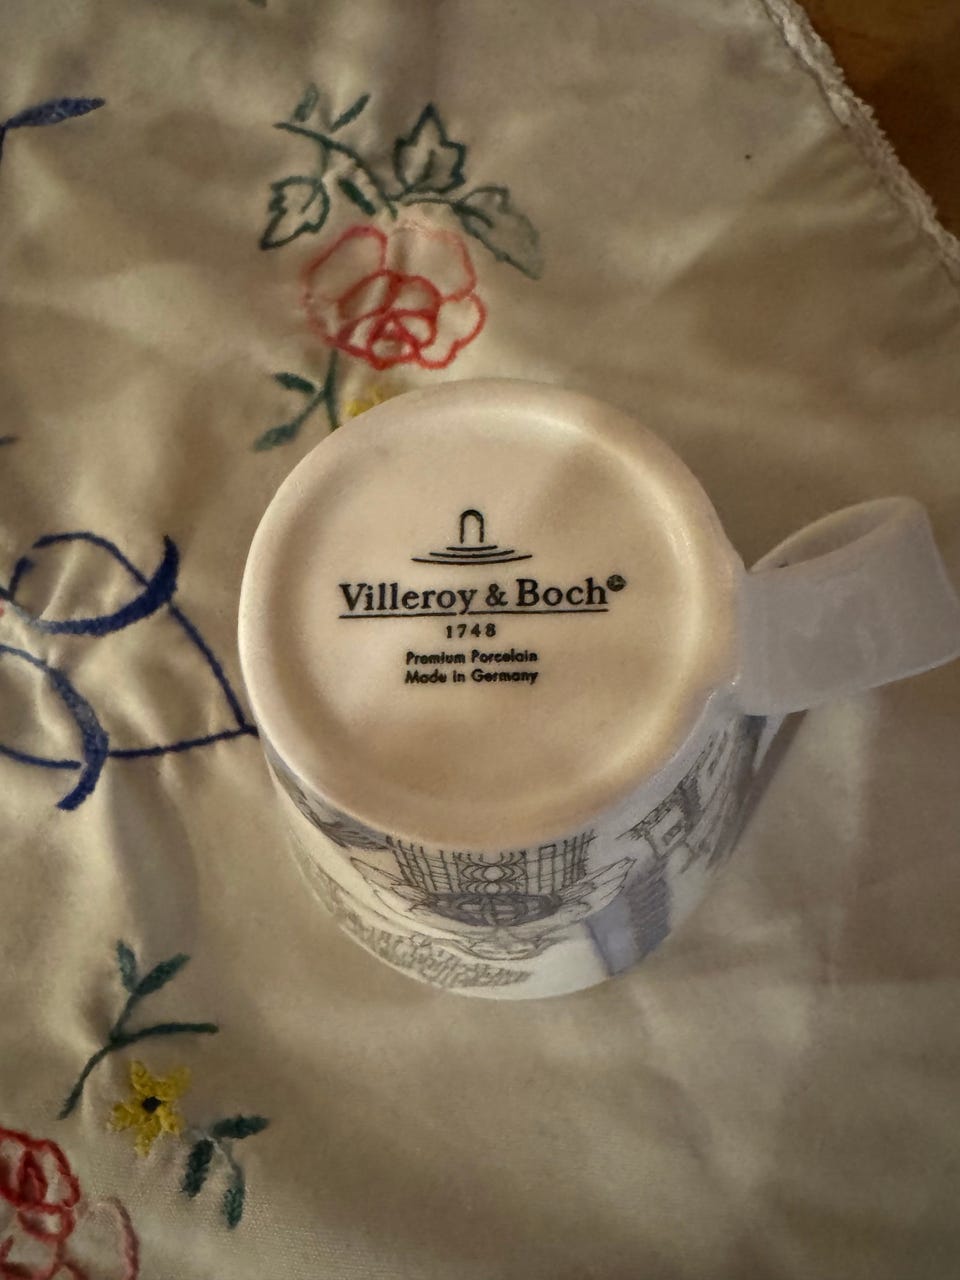 Villeroy & Boch
1748
Premium Porcelain
Made in Germany